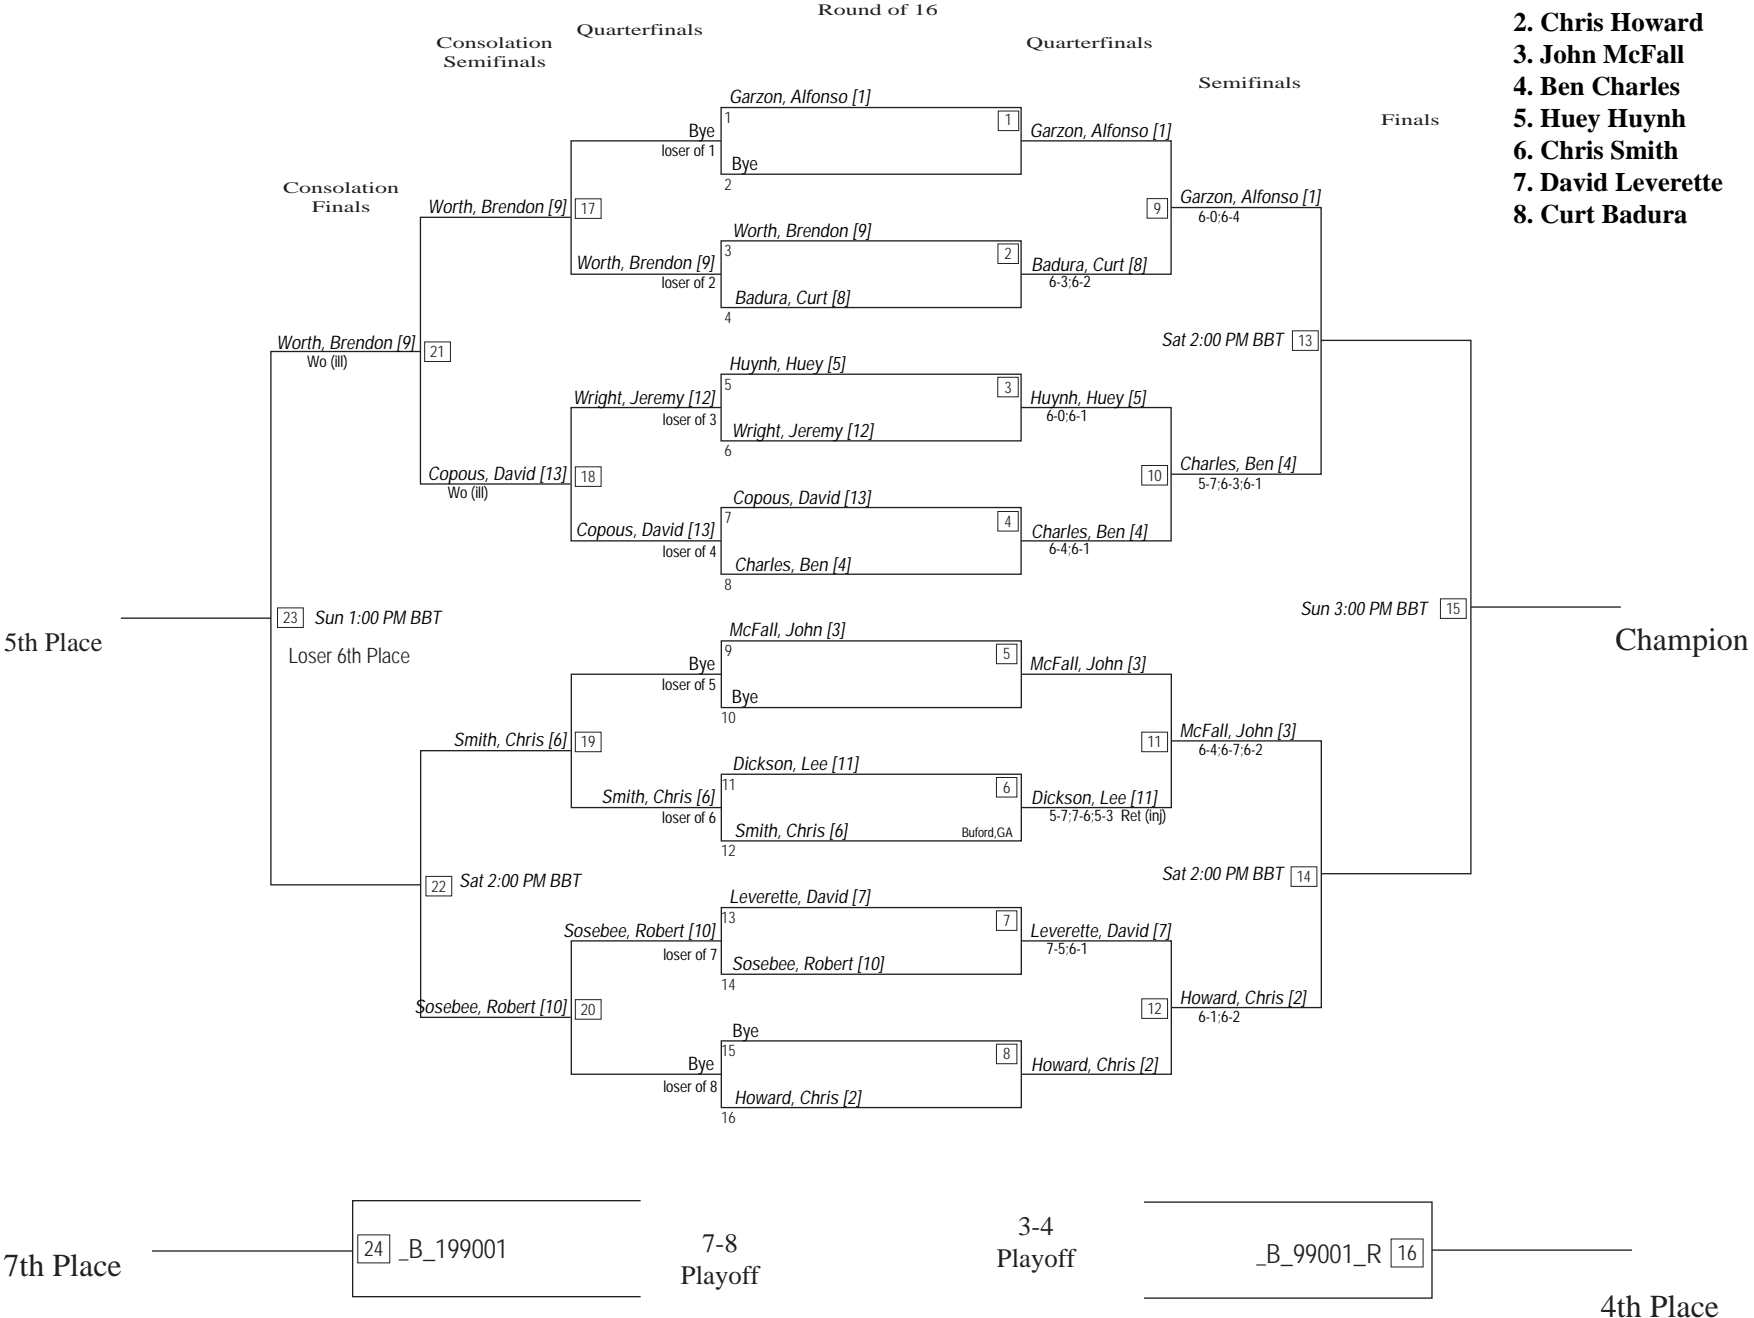 Round of 16
Quarterfinals
Consolation
Semifinals
Quarterfinals
Semifinals
Finals
Consolation
Finals
2. Chris Howard
3. John McFall
4. Ben Charles
5. Huey Huynh
6. Chris Smith
7. David Leverette
8. Curt Badura
Garzon, Alfonso [1]
1
1
Bye
loser of 1
Garzon, Alfonso [1]
Bye
2
Worth, Brendon [9]
17
9
Garzon, Alfonso [1]
6-0;6-4
Worth, Brendon [9]
3
2
Worth, Brendon [9]
loser of 2
Badura, Curt [8]
6-3;6-2
Badura, Curt [8]
4
Worth, Brendon [9]
Wo (ill)
21
Sat 2:00 PM BBT
13
Huynh, Huey [5]
5
3
Wright, Jeremy [12]
loser of 3
Huynh, Huey [5]
6-0;6-1
Wright, Jeremy [12]
6
Copous, David [13]
Wo (ill)
18
10
Charles, Ben [4]
5-7;6-3;6-1
Copous, David [13]
7
4
Copous, David [13]
loser of 4
Charles, Ben [4]
6-4;6-1
Charles, Ben [4]
8
5th Place
23
Sun 1:00 PM BBT
Loser 6th Place
Sun 3:00 PM BBT
15
Champion
McFall, John [3]
9
5
Bye
loser of 5
McFall, John [3]
Bye
10
Smith, Chris [6]
19
11
McFall, John [3]
6-4;6-7;6-2
Dickson, Lee [11]
11
6
Smith, Chris [6]
loser of 6
Dickson, Lee [11]
5-7;7-6;5-3 Ret (inj)
Smith, Chris [6]
Buford,GA
12
22
Sat 2:00 PM BBT
Sat 2:00 PM BBT
14
Leverette, David [7]
13
7
Sosebee, Robert [10]
loser of 7
Leverette, David [7]
7-5;6-1
Sosebee, Robert [10]
14
Sosebee, Robert [10]
20
12
Howard, Chris [2]
6-1;6-2
Bye
15
8
Bye
loser of 8
Howard, Chris [2]
Howard, Chris [2]
16
7th Place
24
_B_199001
7-8
Playoff
3-4
Playoff
_B_99001_R
16
4th Place